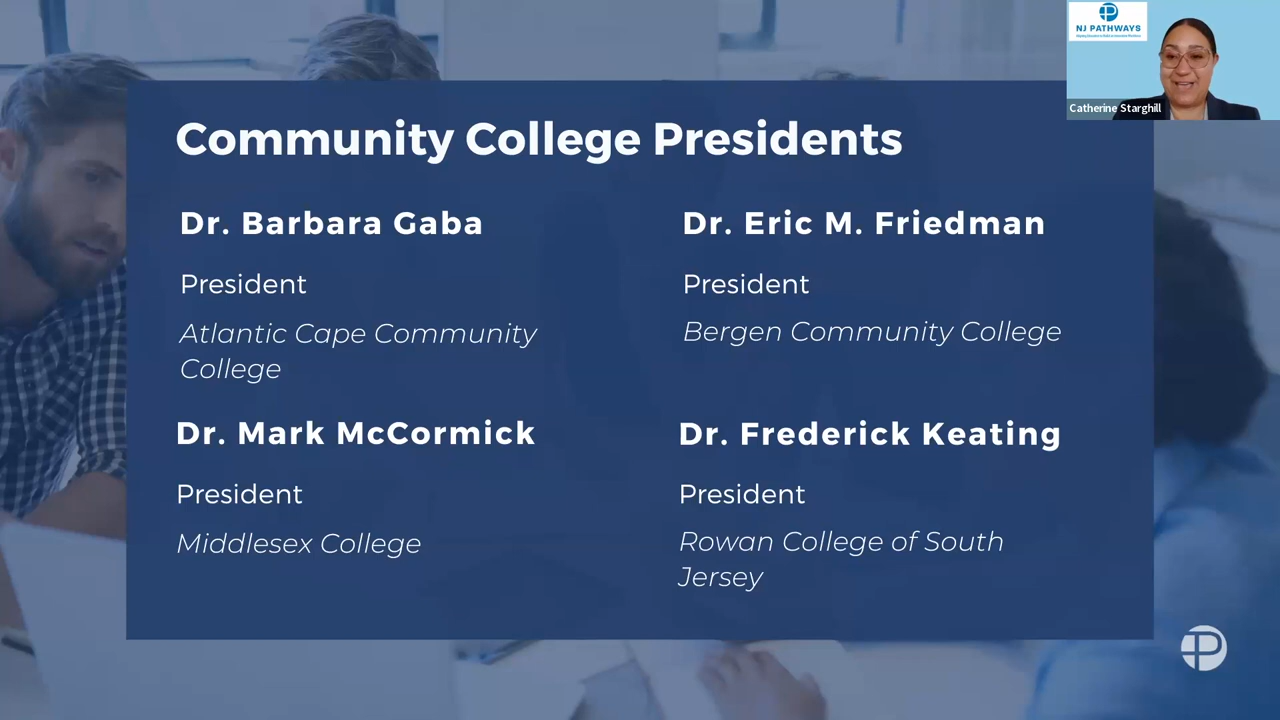 NJ PATHWAYS
Catherine Starghill
Community College Presidents
Dr. Barbara Gaba
President
Atlantic Cape Community
College
Dr. Eric M. Friedman
President
Bergen Community College
Dr. Mark McCormick
President
Middlesex College
Dr. Frederick Keating
President
Rowan College of South
Jersey